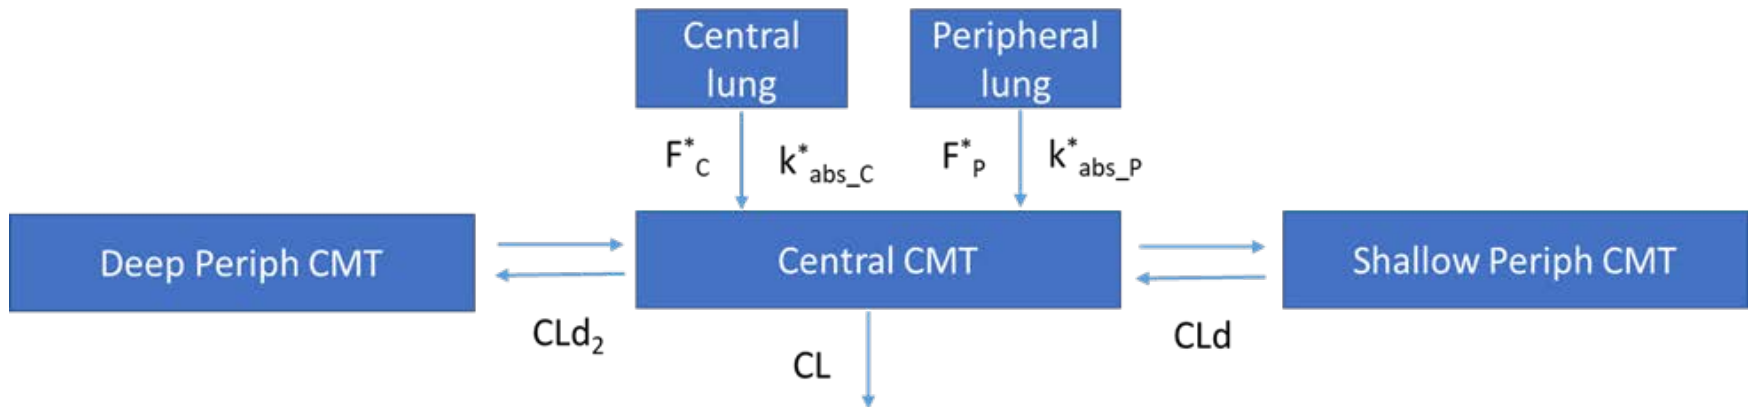 Central
lung
Peripheral
lung
F*C
k*abs_C
F*P
k*abs_P
Deep Periph CMT
Central CMT
Shallow Periph CMT
CLd2
CL
CLd